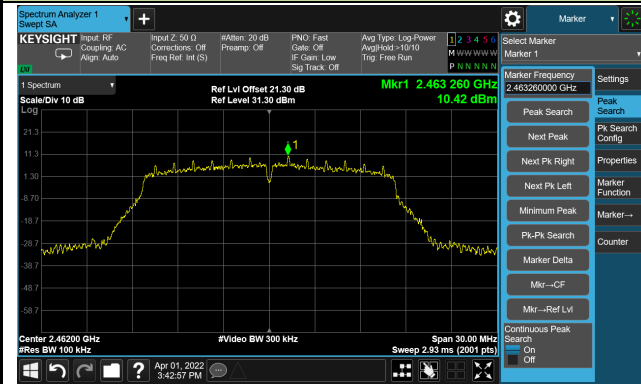 Spectrum Analyzer 1
Swept SA
+
Marker
KEYSIGHT
Input: RF
Coupling: AC
Align: Auto
Input Z: 50 Ω
Corrections: Off
Freq Ref: Int (S)
#Atten: 20 dB
Preamp: Off
PNO: Fast
Gate: Off
IF Gain: Low
Sig Track: Off
Avg Type: Log-Power
Avg|Hold:>10/10
Trig: Free Run
1 2 3 4 5 6
M W W W W W
P N N N N N
Select Marker
Marker 1
LXI
1 Spectrum
Scale/Div 10 dB
Log
Ref Lvl Offset 21.30 dB
Ref Level 31.30 dBm
Mkr1 2.463 260 GHz
10.42 dBm
21.3
11.3
1.30
-8.70
-18.7
-28.7
-38.7
-48.7
-58.7
1
Center 2.46200 GHz
#Res BW 100 kHz
#Video BW 300 kHz
Span 30.00 MHz
Sweep 2.93 ms (2001 pts)
Marker Frequency
2.463260000 GHz
Peak Search
Next Peak
Next Pk Right
Next Pk Left
Minimum Peak
Pk-Pk Search
Marker Delta
Mkr→CF
Mkr→Ref Lvl
Continuous Peak
Search
On
Off
Settings
Peak
Search
Pk Search
Config
Properties
Marker
Function
Marker→
Counter
?
Apr 01, 2022
3:42:57 PM